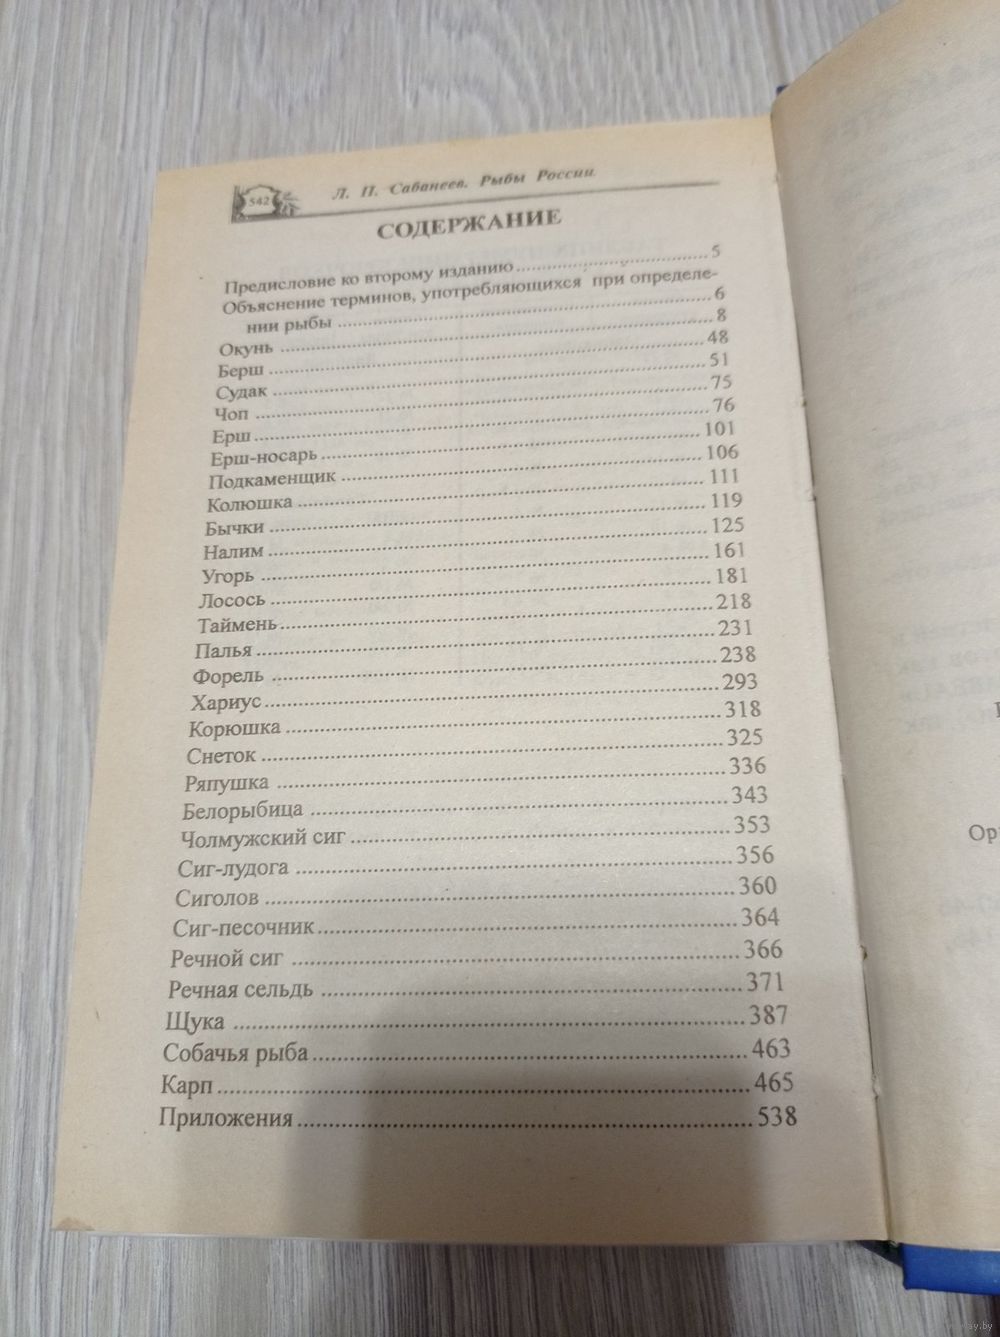 542
Л. П. Сабанеев. Рыбы России
СОДЕРЖАНИЕ
Предисловие ко второму изданию 5
Объяснение терминов, употребляющихся при определе-
нии рыбы 6
Окунь 8
Берш 48
Судак 51
Чоп 75
Ерш 76
Ерш-носарь 101
Подкаменщик 106
Колюшка 111
Бычки 119
Налим 125
Угорь 161
Лосось 181
Таймень 218
Палья 231
Форель 238
Хариус 293
Корюшка 318
Снеток 325
Ряпушка 336
Белорыбица 343
Чолмужский сиг 353
Сиг-лудога 356
Сиголов 360
Сиг-песочник 364
Речной сиг 366
Речная сельдь 371
Щука 387
Собачья рыба 463
Карп 465
Приложения 538